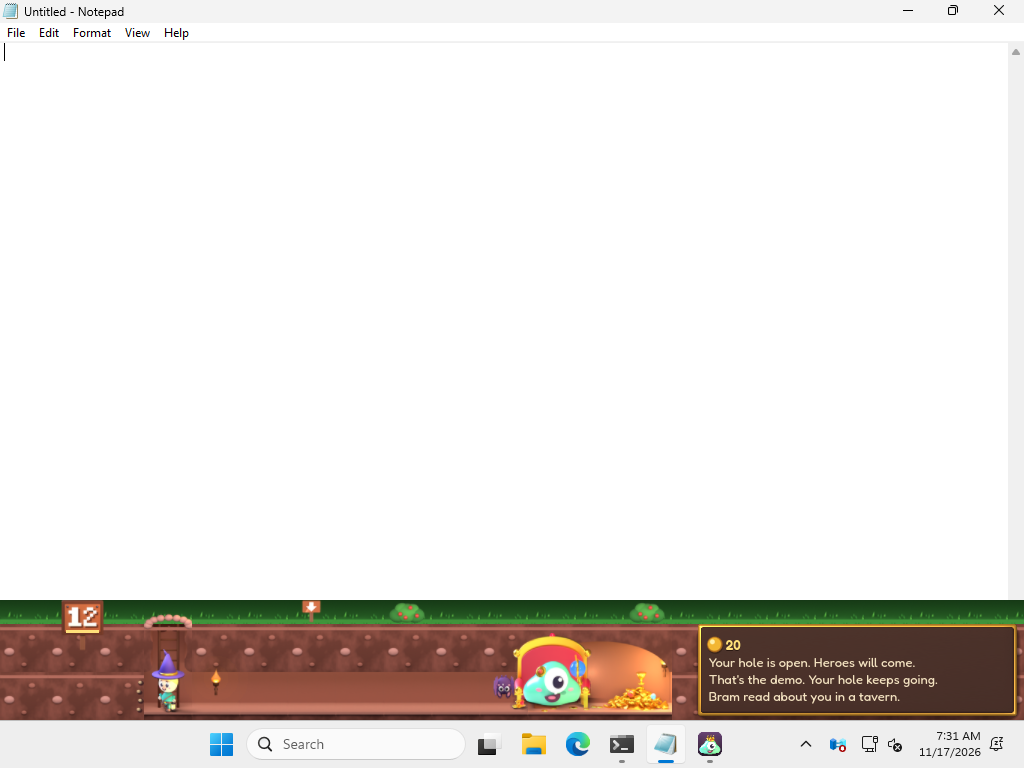 Untitled - Notepad
File Edit Format View Help
12
20
Your hole is open. Heroes will come.
That's the demo. Your hole keeps going.
Bram read about you in a tavern.
Search
7:31 AM
11/17/2026